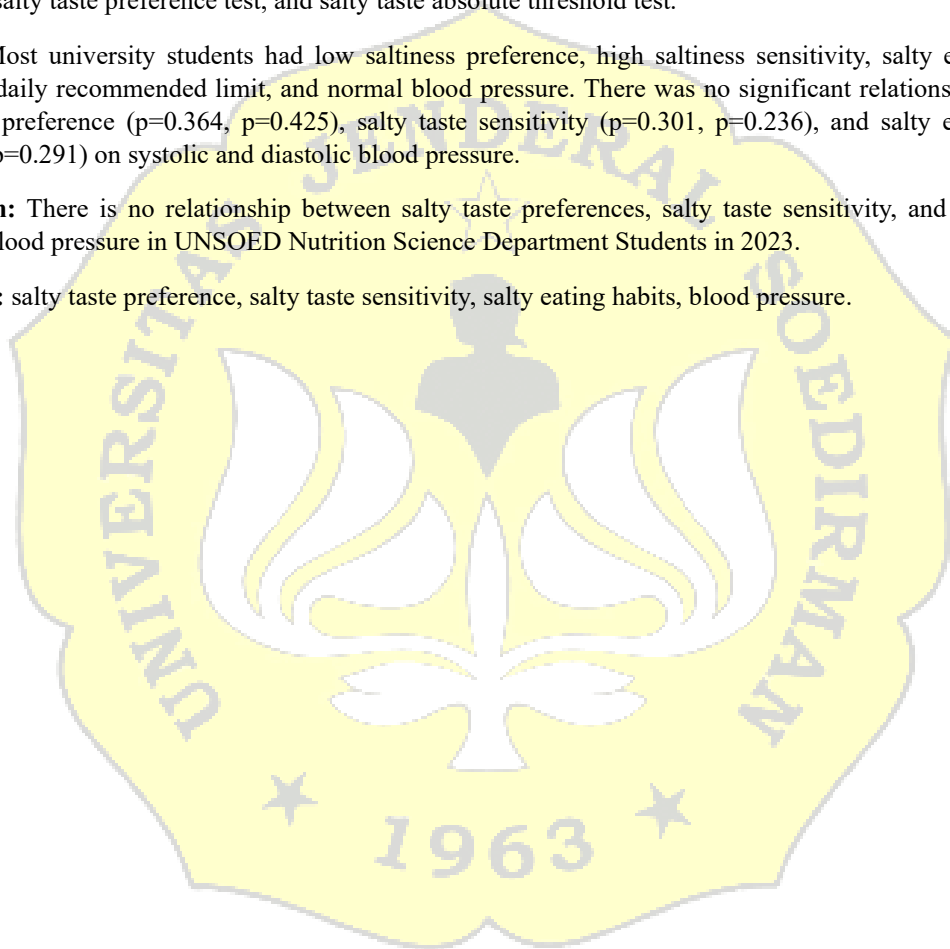 salty taste preference test, and salty taste absolute threshold test.
Most university students had low saltiness preference, high saltiness sensitivity, salty e
daily recommended limit, and normal blood pressure. There was no significant relations
preference (p=0.364, p=0.425), salty taste sensitivity (p=0.301, p=0.236), and salty e
p=0.291) on systolic and diastolic blood pressure.
n: There is no relationship between salty taste preferences, salty taste sensitivity, and
lood pressure in UNSOED Nutrition Science Department Students in 2023.
: salty taste preference, salty taste sensitivity, salty eating habits, blood pressure.
UNIVERSITAS JENDERAL SOEDIRMAN
1963